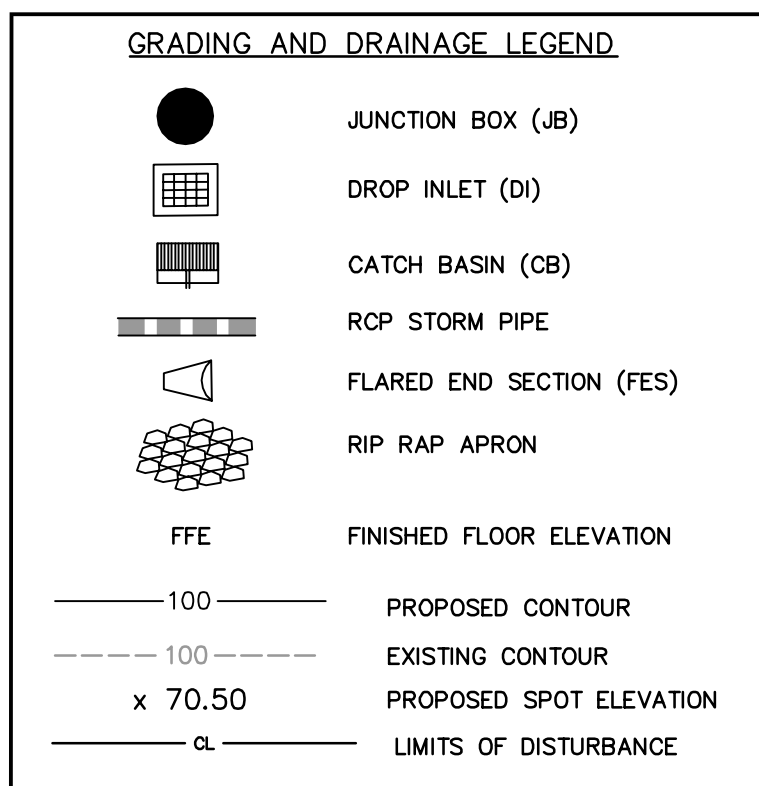 GRADING AND DRAINAGE LEGEND
JUNCTION BOX (JB)
DROP INLET (DI)
CATCH BASIN (CB)
RCP STORM PIPE
FLARED END SECTION (FES)
RIP RAP APRON
FFE FINISHED FLOOR ELEVATION
100 PROPOSED CONTOUR
100 EXISTING CONTOUR
x 70.50 PROPOSED SPOT ELEVATION
CL LIMITS OF DISTURBANCE